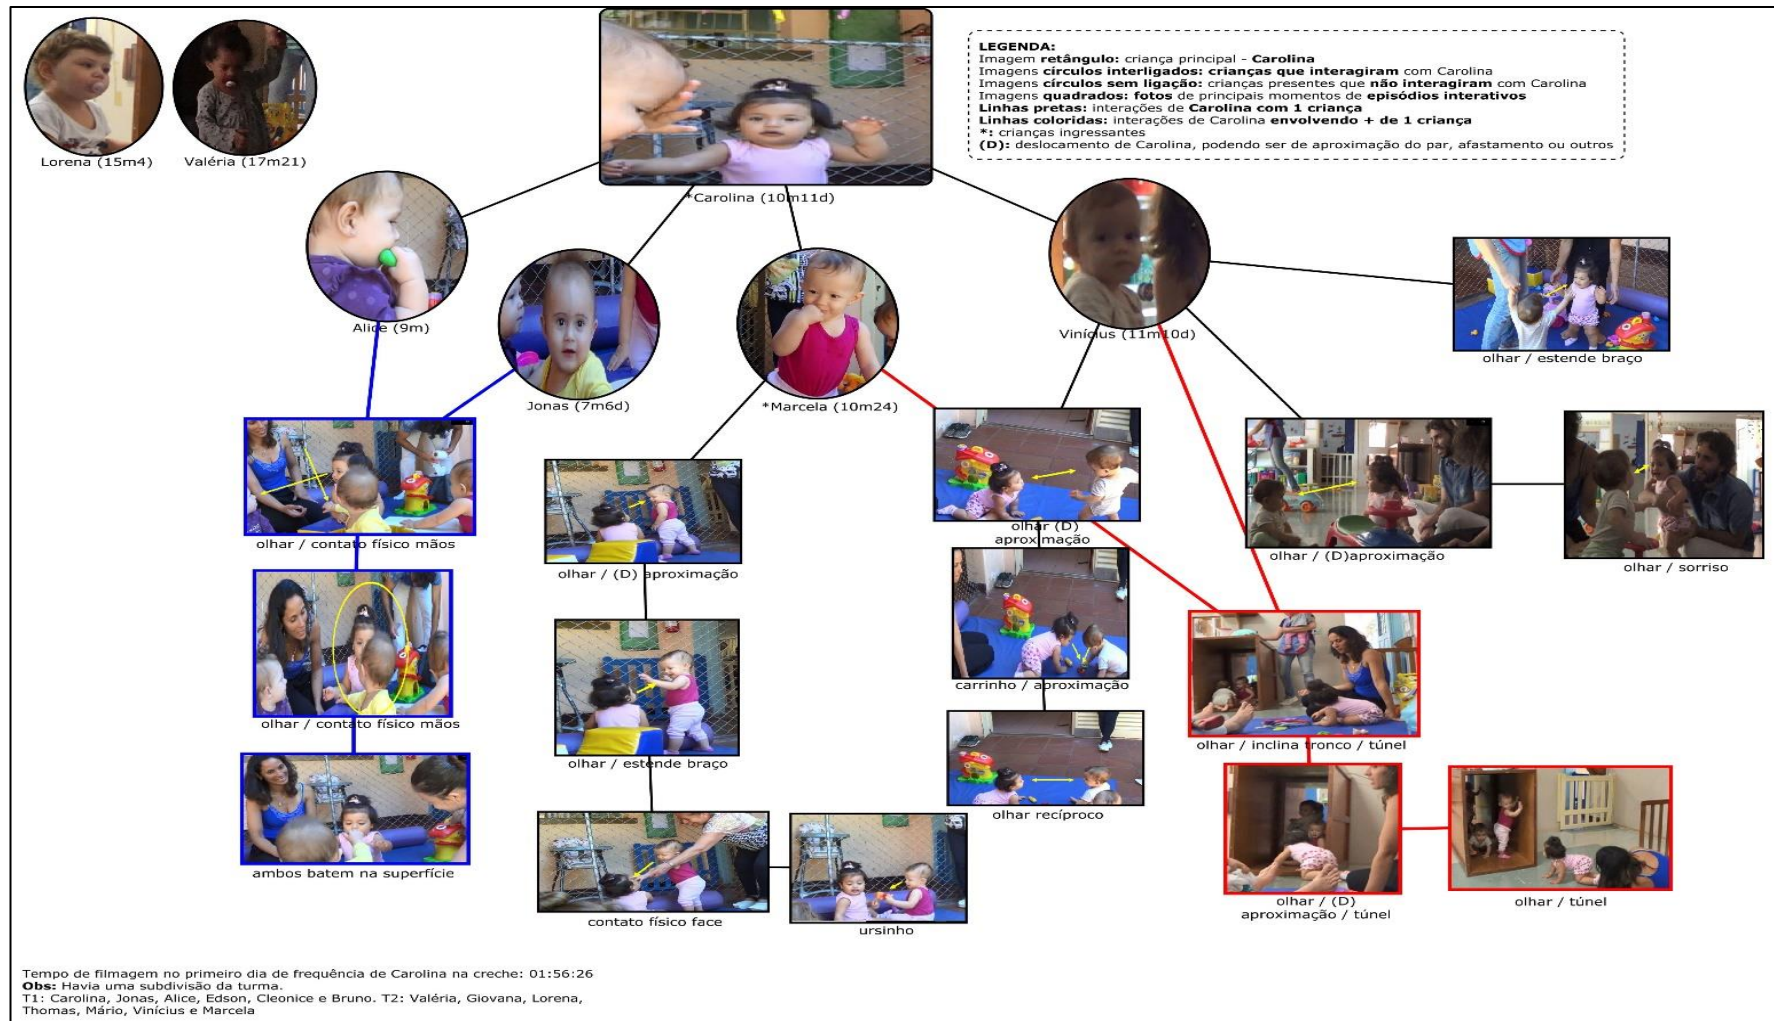 LEGENDA:
Imagem retângulo: criança principal - Carolina
Imagens círculos interligados: crianças que interagiram com Carolina
Imagens círculos sem ligação: crianças presentes que não interagiram com Carolina
Imagens quadrados: fotos de principais momentos de episódios interativos
Linhas pretas: interações de Carolina com 1 criança
Linhas coloridas: interações de Carolina envolvendo + de 1 criança
*: crianças ingressantes
(D): deslocamento de Carolina, podendo ser de aproximação do par, afastamento ou outros
Lorena (15m4)
Valéria (17m21)
*Carolina (10m11d)
Alice (9m)
Jonas (7m6d)
*Marcela (10m24)
Vinícius (11m10d)
olhar / estende braço
olhar / contato físico mãos
olhar / (D) aproximação
olhar (D)
aproximação
olhar / (D)aproximação
olhar / sorriso
olhar / contato físico mãos
olhar / estende braço
carrinho / aproximação
olhar / inclina tronco / túnel
ambos batem na superfície
contato físico face
ursinho
olhar recíproco
olhar / (D)
aproximação / túnel
olhar / túnel
Tempo de filmagem no primeiro dia de frequência de Carolina na creche: 01:56:26
Obs: Havia uma subdivisão da turma.
T1: Carolina, Jonas, Alice, Edson, Cleonice e Bruno. T2: Valéria, Giovana, Lorena,
Thomas, Mário, Vinícius e Marcela